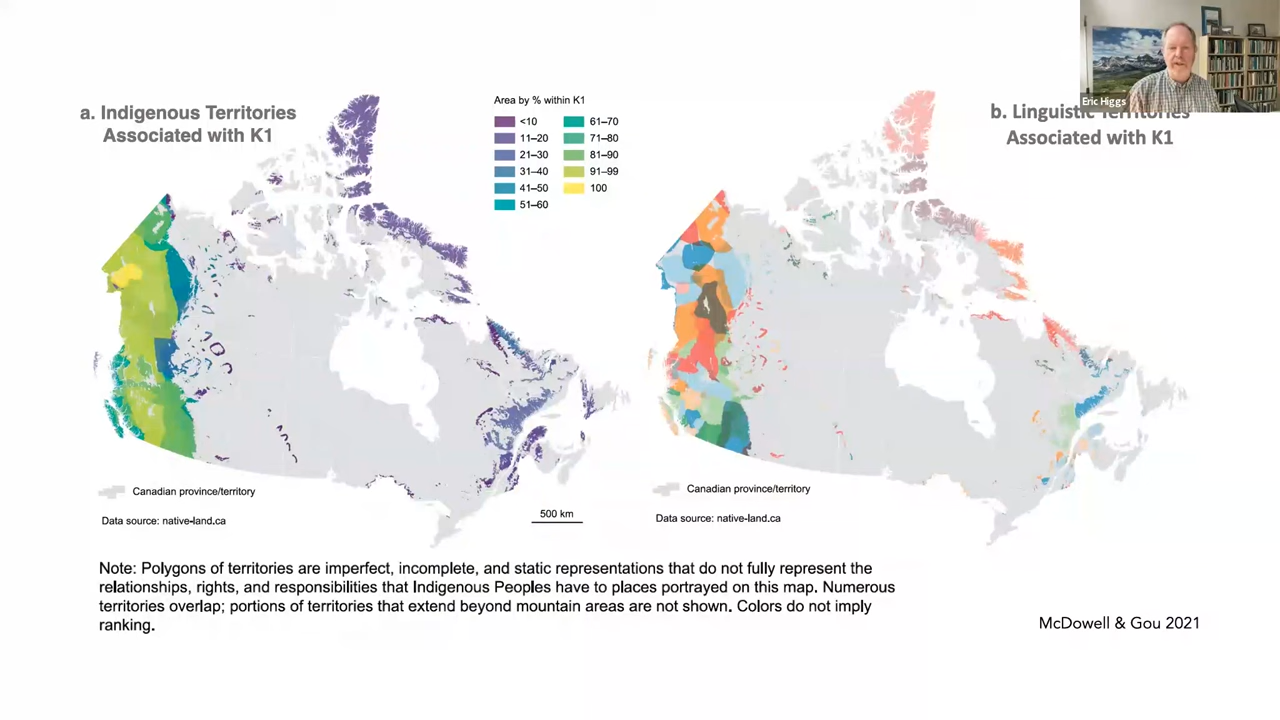 a. Indigenous Territories
Associated with K1
Area by % within K1
<10
11–20
21–30
31–40
41–50
51–60
61–70
71–80
81–90
91–99
100
Eric Higgs
b. Linguistic Territories
Associated with K1
Canadian province/territory
Data source: native-land.ca
500 km
Canadian province/territory
Data source: native-land.ca
Note: Polygons of territories are imperfect, incomplete, and static representations that do not fully represent the
relationships, rights, and responsibilities that Indigenous Peoples have to places portrayed on this map. Numerous
territories overlap; portions of territories that extend beyond mountain areas are not shown. Colors do not imply
ranking.
McDowell & Gou 2021